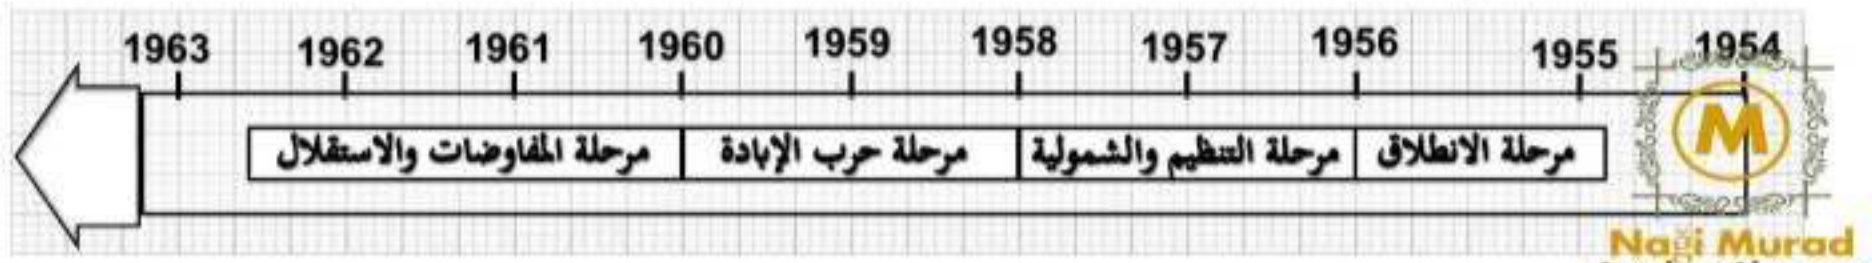 1954 1955 1956 1957 1958 1959 1960 1961 1962 1963
مرحلة الانطلاق مرحلة التنظيم والشمولية مرحلة حرب الإبادة مرحلة المفاوضات والاستقلال
M
Nagi Murad